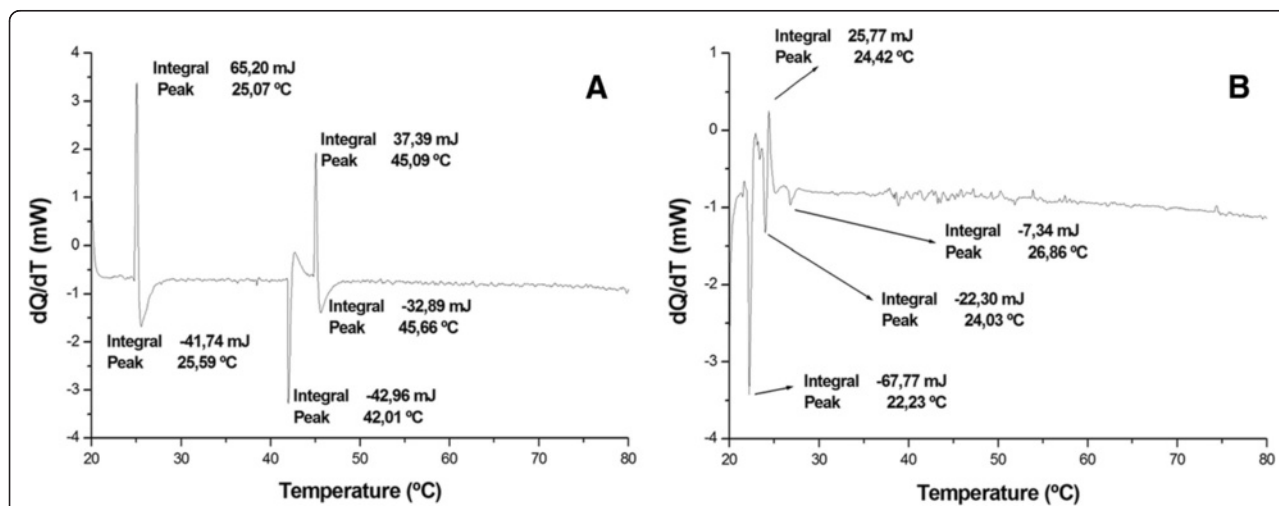 A
Integral 65,20 mJ
Peak 25,07 ºC
Integral 37,39 mJ
Peak 45,09 ºC
Integral -32,89 mJ
Peak 45,66 ºC
Integral -41,74 mJ
Peak 25,59 ºC
Integral -42,96 mJ
Peak 42,01 ºC
dQ/dT (mW)
4
3
2
1
0
-1
-2
-3
-4
20 30 40 50 60 70 80
Temperature (ºC)
B
Integral 25,77 mJ
Peak 24,42 ºC
Integral -7,34 mJ
Peak 26,86 ºC
Integral -22,30 mJ
Peak 24,03 ºC
Integral -67,77 mJ
Peak 22,23 ºC
dQ/dT (mW)
1
0
-1
-2
-3
-4
20 30 40 50 60 70 80
Temperature (ºC)